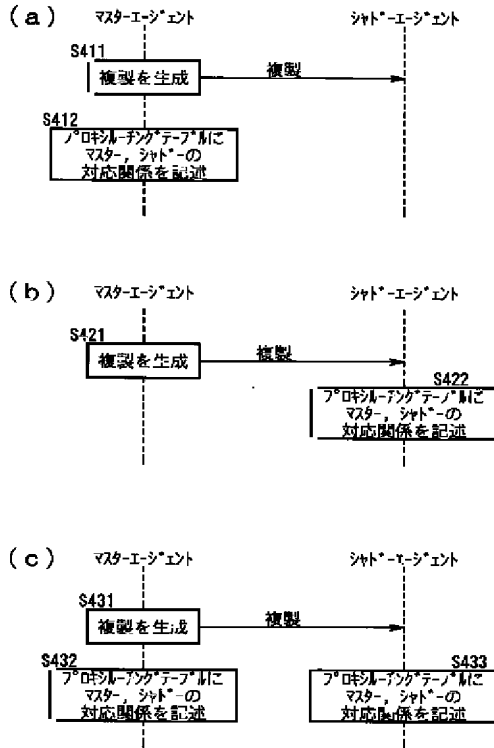 (a)
マスターエージェント シャドーエージェント
S411
複製を生成 複製
S412
プロキシルーチングテーブルに
マスター, シャドーの
対応関係を記述
(b)
マスターエージェント シャドーエージェント
S421
複製を生成 複製
S422
プロキシルーチングテーブルに
マスター, シャドーの
対応関係を記述
(c)
マスターエージェント シャドーエージェント
S431
複製を生成 複製
S432 S433
プロキシルーチングテーブルに プロキシルーチングテーブルに
マスター, シャドーの マスター, シャドーの
対応関係を記述 対応関係を記述